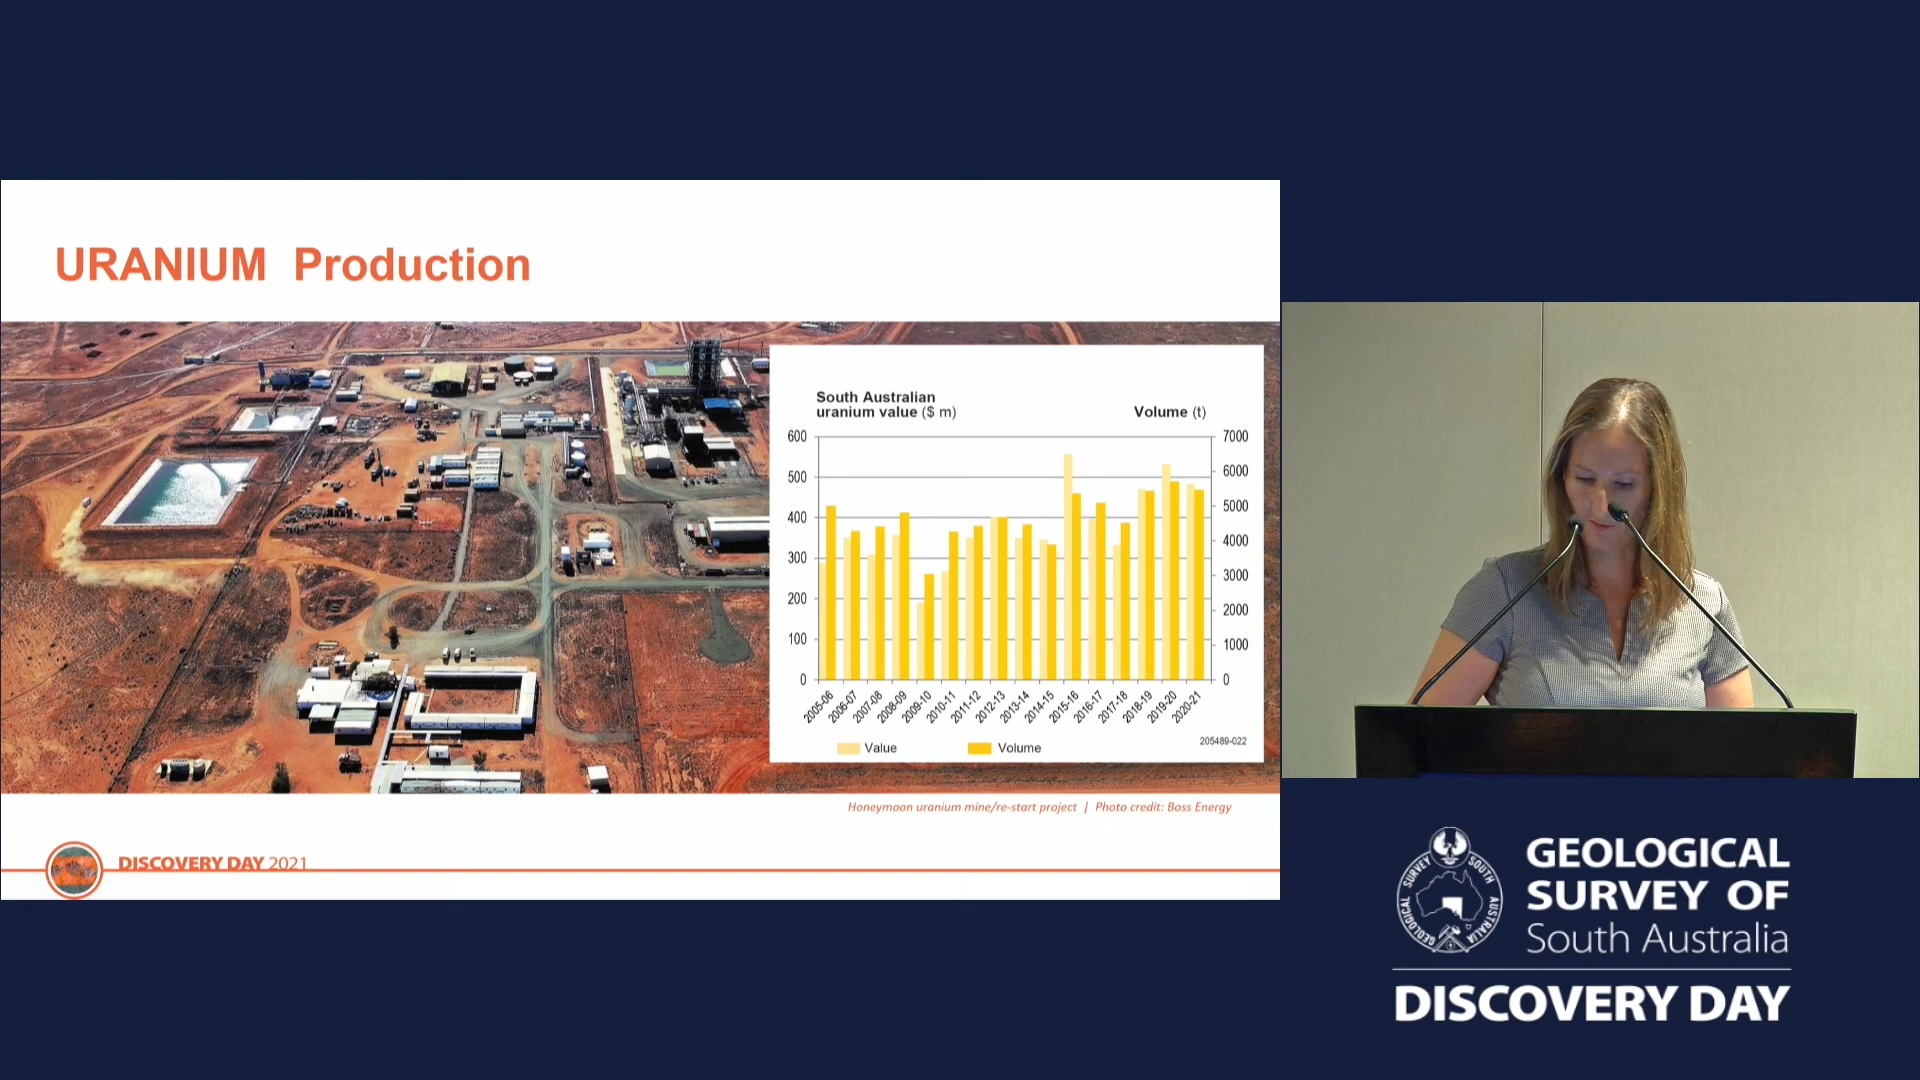 URANIUM Production
South Australian
uranium value ($ m)
Volume (t)
600
500
400
300
200
100
0
7000
6000
5000
4000
3000
2000
1000
0
2005-06
2006-07
2007-08
2008-09
2009-10
2010-11
2011-12
2012-13
2013-14
2014-15
2015-16
2016-17
2017-18
2018-19
2019-20
2020-21
Value
Volume
205489-022
Honeymoon uranium mine/re-start project | Photo credit: Boss Energy
DISCOVERY DAY 2021
GEOLOGICAL SURVEY SOUTH AUSTRALIA
GEOLOGICAL
SURVEY OF
South Australia
DISCOVERY DAY